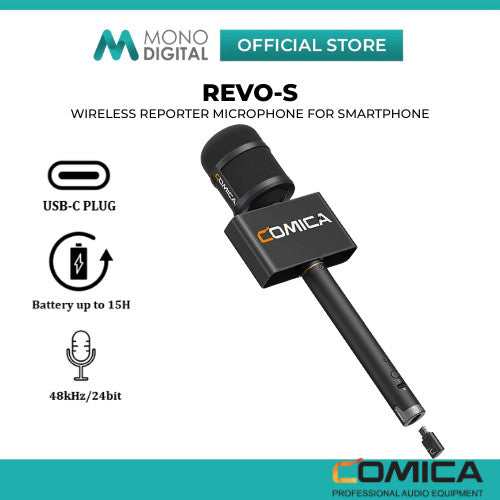 MONO
DIGITAL
OFFICIAL STORE
REVO-S
WIRELESS REPORTER MICROPHONE FOR SMARTPHONE
USB-C PLUG
Battery up to 15H
48kHz/24bit
COMICA
COMICA
COMICA
PROFESSIONAL AUDIO EQUIPMENT